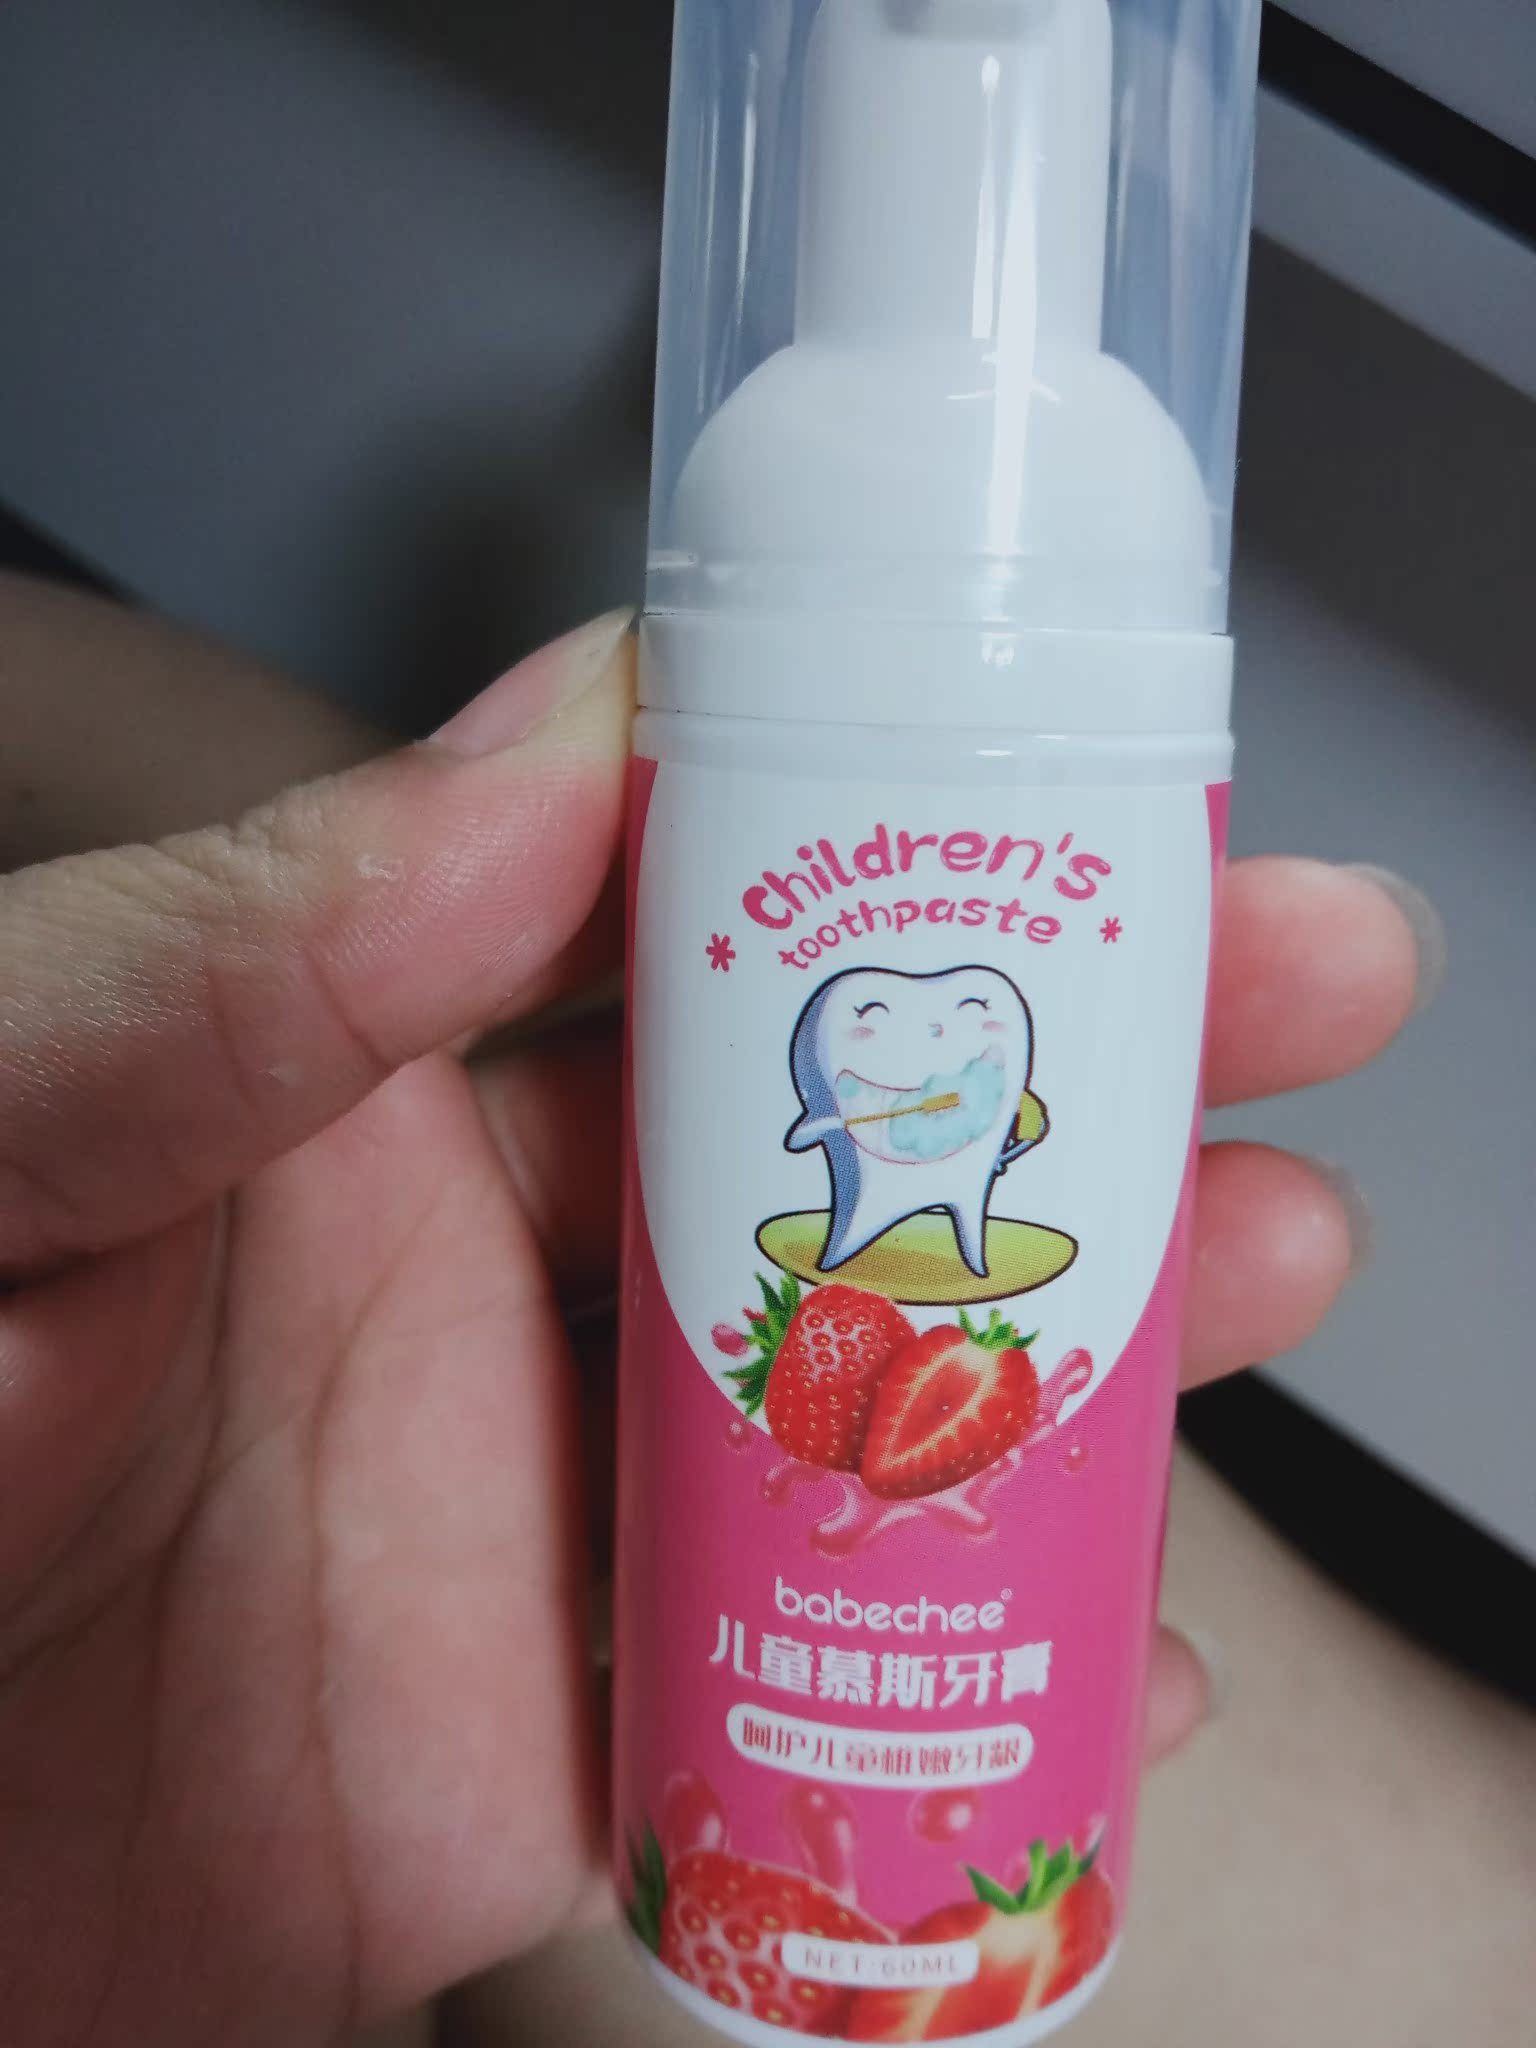 Children's
toothpaste
babechee®
儿童慕斯牙膏
呵护儿童稚嫩牙龈
NET:60ML